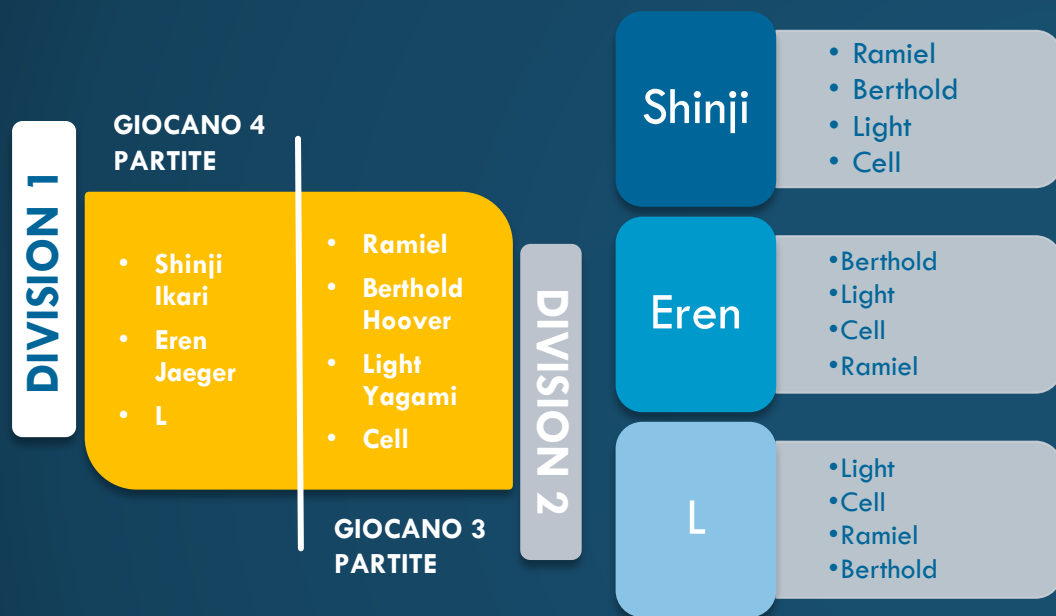 DIVISION 1
GIOCANO 4
PARTITE
• Shinji
Ikari
• Eren
Jaeger
• L
• Ramiel
• Berthold
Hoover
• Light
Yagami
• Cell
DIVISION 2
GIOCANO 3
PARTITE
Shinji
• Ramiel
• Berthold
• Light
• Cell
Eren
•Berthold
•Light
•Cell
•Ramiel
L
•Light
•Cell
•Ramiel
•Berthold